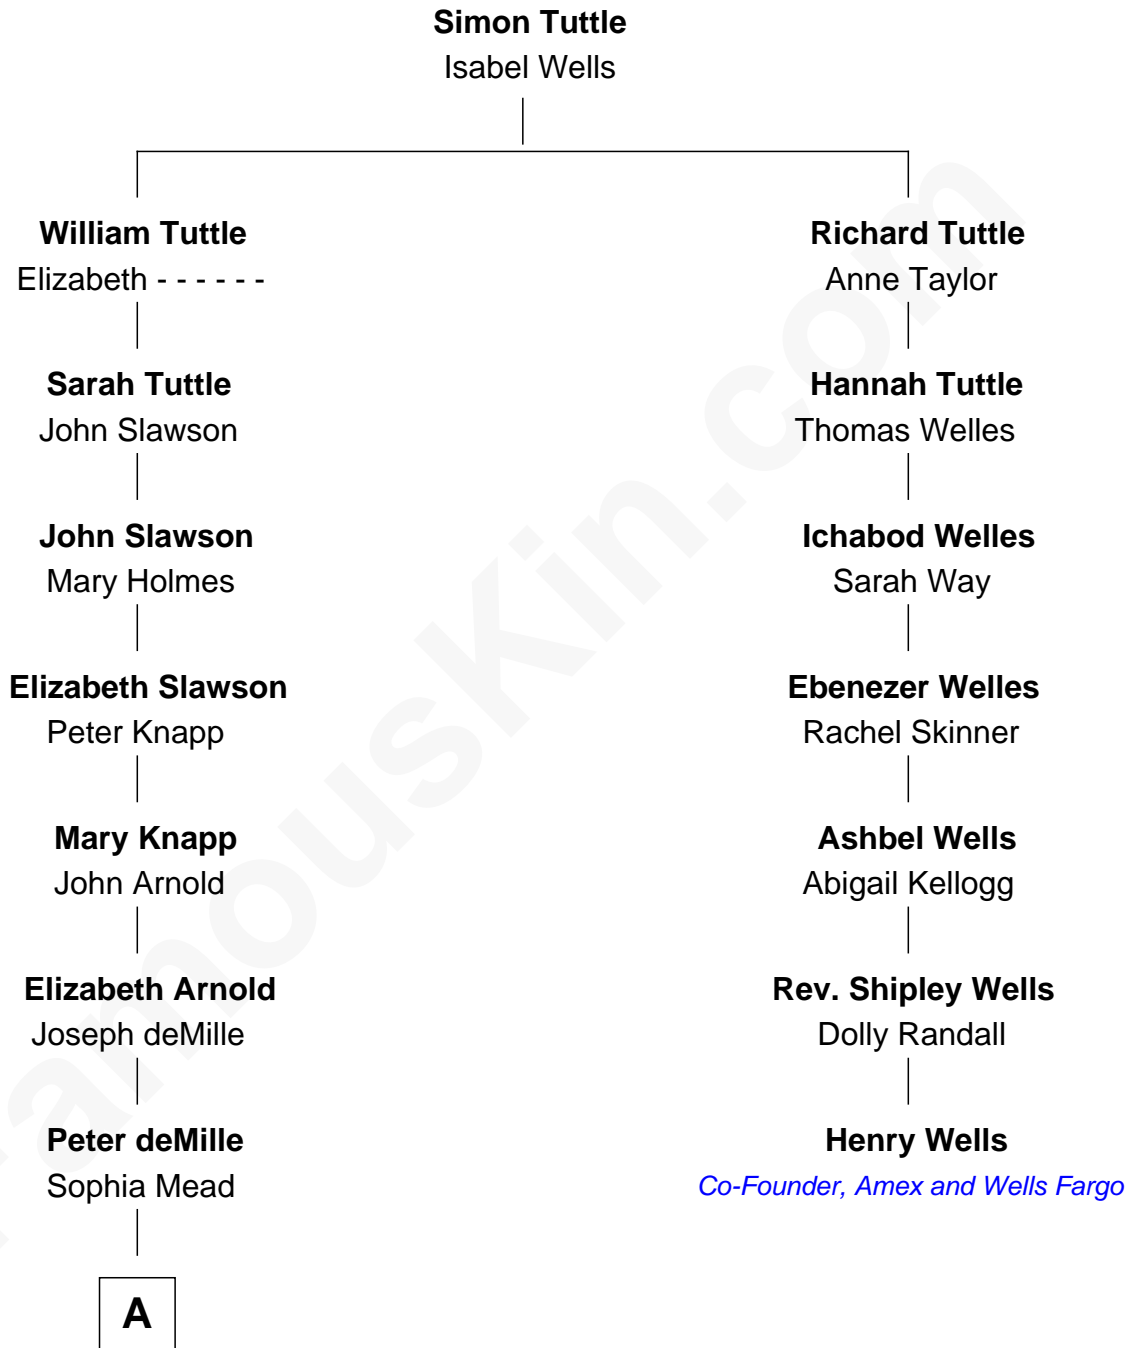 Simon Tuttle
Isabel Wells
William Tuttle
Elizabeth - - - - - -
Richard Tuttle
Anne Taylor
Sarah Tuttle
John Slawson
Hannah Tuttle
Thomas Welles
John Slawson
Mary Holmes
Ichabod Welles
Sarah Way
Elizabeth Slawson
Peter Knapp
Ebenezer Welles
Rachel Skinner
Mary Knapp
John Arnold
Ashbel Wells
Abigail Kellogg
Elizabeth Arnold
Joseph deMille
Rev. Shipley Wells
Dolly Randall
Peter deMille
Sophia Mead
Henry Wells
Co-Founder, Amex and Wells Fargo
A
FamousKin.com